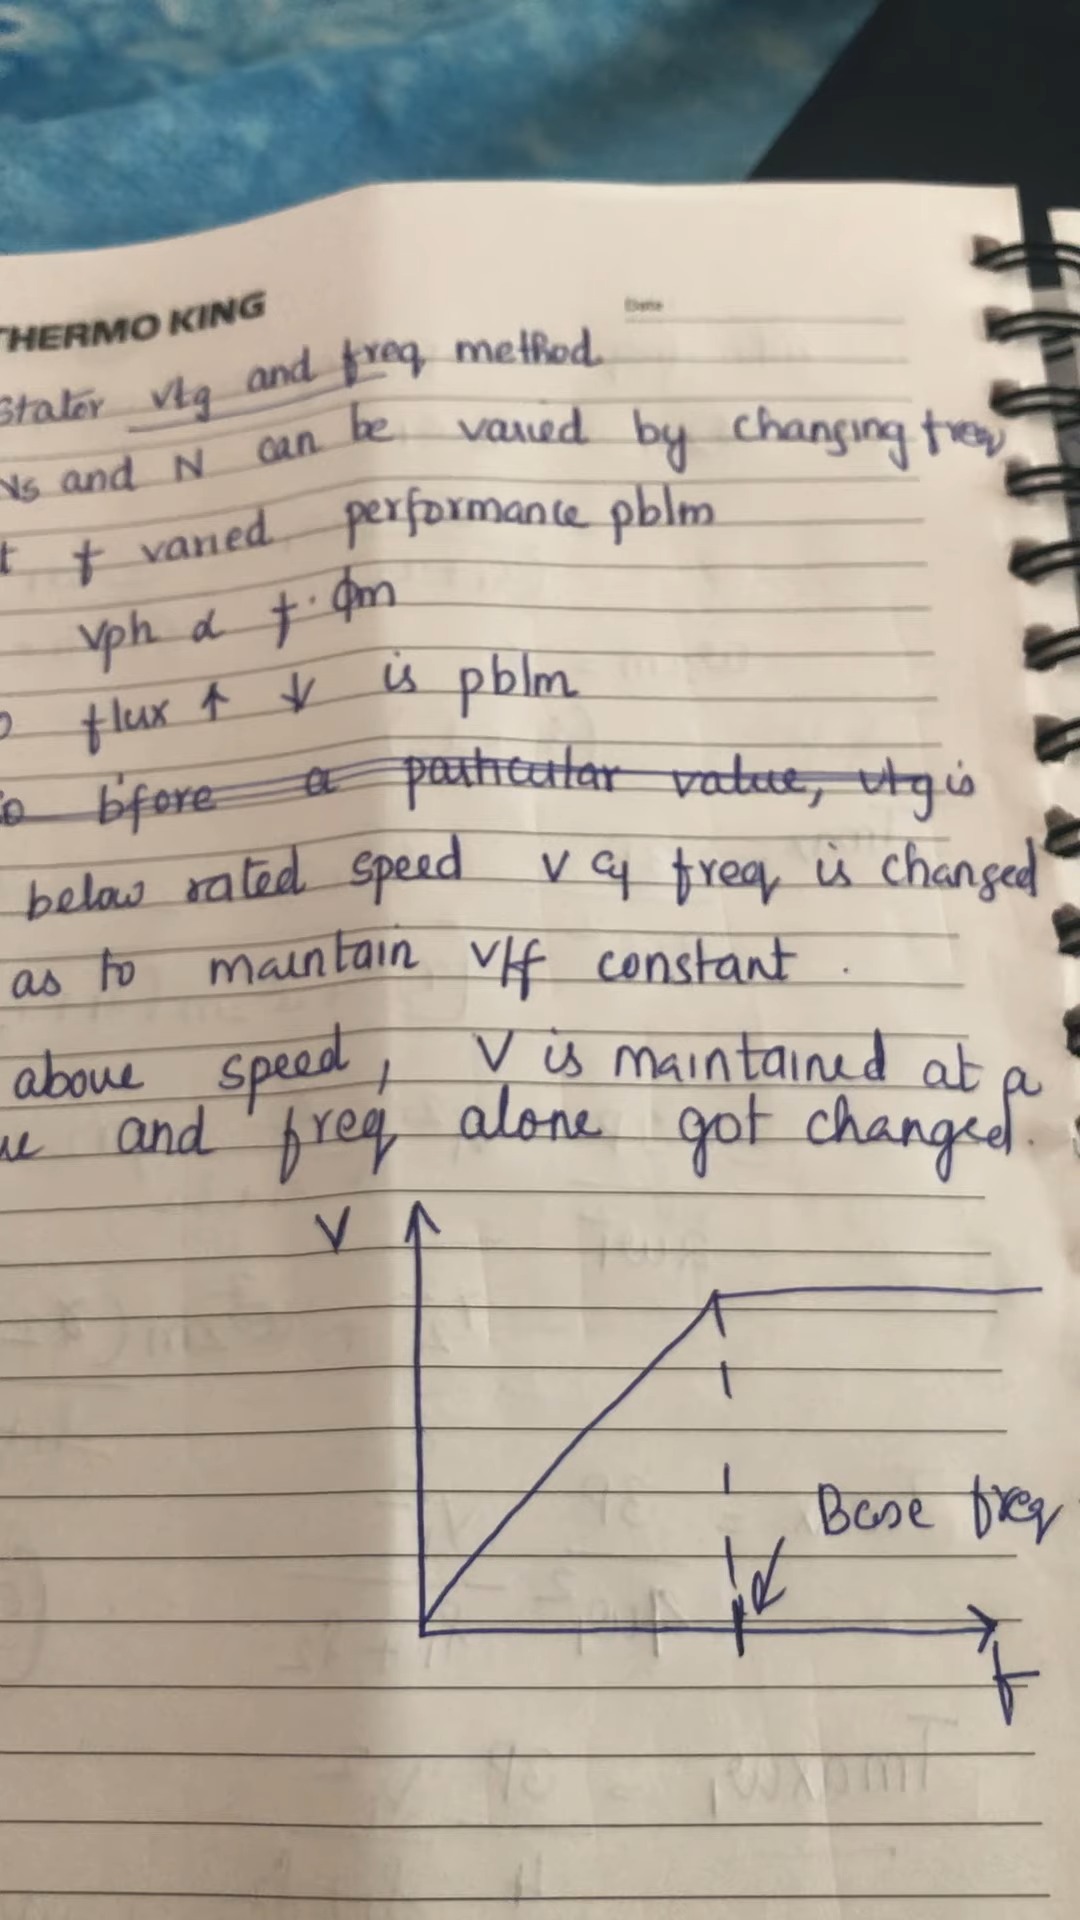 THERMO KING
Date
Stator vtg and freq method
Ns and N can be varied by changing freq
f varied performance pblm
Vph α f. ϕm
flux ↑ ↓ is pblm
b'fore a particular value, vtg is
below rated speed V & freq is changed
as to maintain V/f constant.
above speed, V is maintained at a
and freq alone got changed.
V
Base freq
f